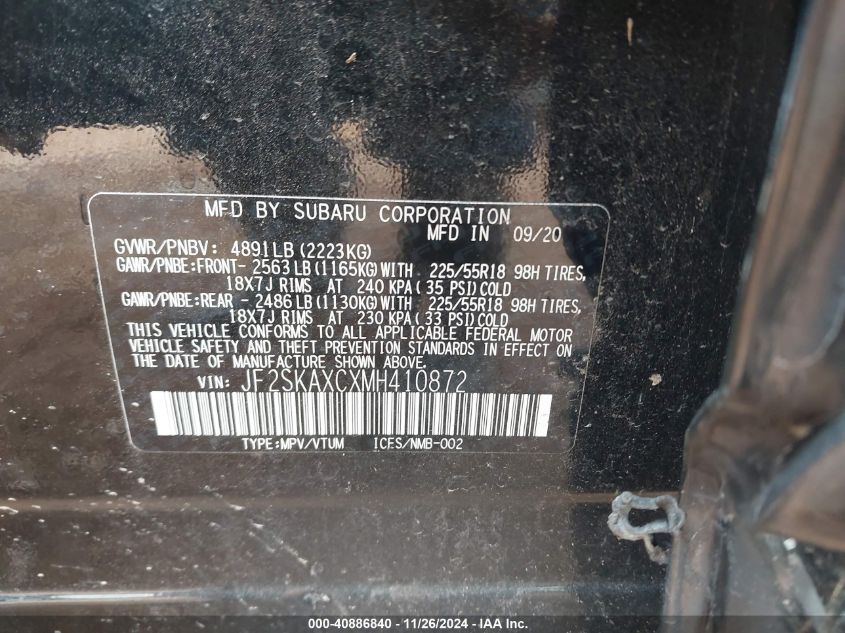 MFD BY SUBARU CORPORATION
MFD IN 09/20
GVWR/PNBV: 4891LB (2223KG)
GAWR/PNBE:FRONT- 2563LB (1165KG) WITH 225/55R18 98H TIRES,
18X7J RIMS AT 240 KPA (35 PSI) COLD
GAWR/PNBE:REAR - 2486LB (1130KG) WITH 225/55R18 98H TIRES,
18X7J RIMS AT 230 KPA (33 PSI) COLD
THIS VEHICLE CONFORMS TO ALL APPLICABLE FEDERAL MOTOR
VEHICLE SAFETY AND THEFT PREVENTION STANDARDS IN EFFECT ON
THE DATE OF MANUFACTURE SHOWN ABOVE.
VIN: JF2SKAXCXMH410872
TYPE:MPV/VTUM ICES/NMB-002
000-40886840 - 11/26/2024 - IAA Inc.